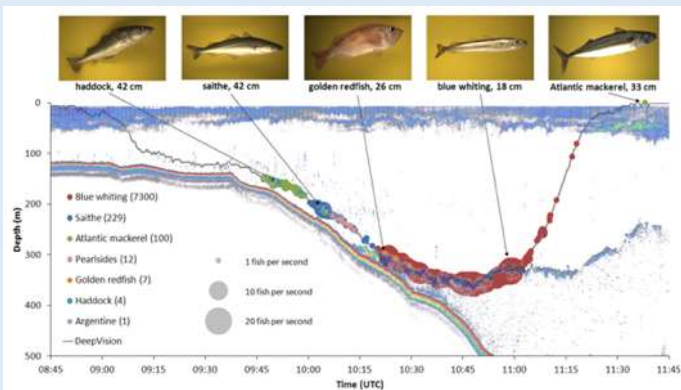 haddock, 42 cm
saithe, 42 cm
golden redfish, 26 cm
blue whiting, 18 cm
Atlantic mackerel, 33 cm
Depth (m)
0
100
200
300
400
500
Blue whiting (7300)
Saithe (229)
Atlantic mackerel (100)
Pearlsides (12)
Golden redfish (7)
Haddock (4)
Argentine (1)
DeepVision
1 fish per second
10 fish per second
20 fish per second
08:45
09:00
09:15
09:30
09:45
10:00
10:15
10:30
10:45
11:00
11:15
11:30
11:45
Time (UTC)